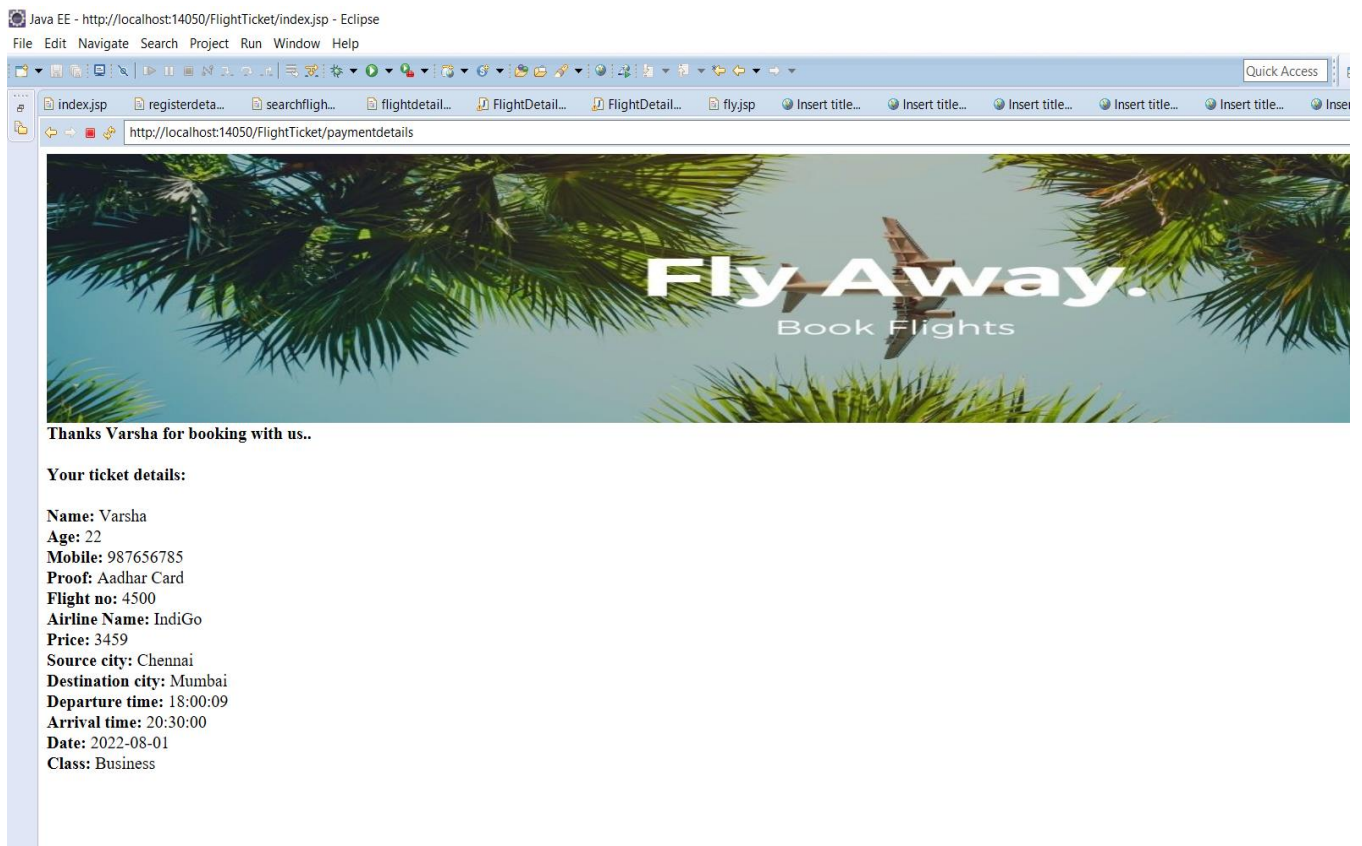 Java EE - http://localhost:14050/FlightTicket/index.jsp - Eclipse
File Edit Navigate Search Project Run Window Help
Quick Access
index.jsp registerdeta... searchfligh... flightdetail... FlightDetail... FlightDetail... fly.jsp Insert title... Insert title... Insert title... Insert title... Insert title... Inser
http://localhost:14050/FlightTicket/paymentdetails
Fly Away.
Book Flights
Thanks Varsha for booking with us..
Your ticket details:
Name: Varsha
Age: 22
Mobile: 987656785
Proof: Aadhar Card
Flight no: 4500
Airline Name: IndiGo
Price: 3459
Source city: Chennai
Destination city: Mumbai
Departure time: 18:00:09
Arrival time: 20:30:00
Date: 2022-08-01
Class: Business